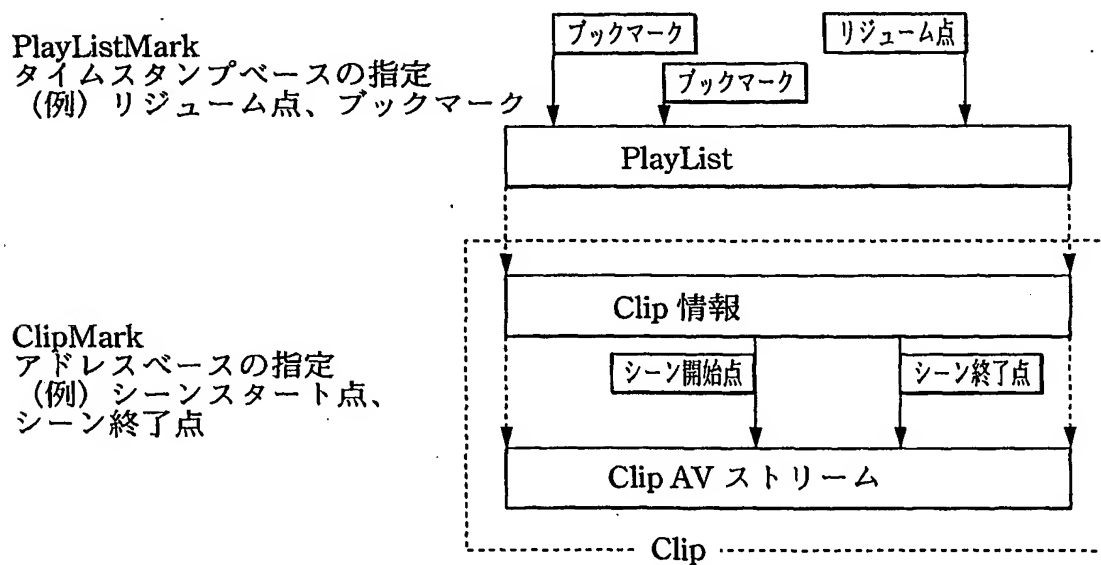 PlayListMark
タイムスタンプベースの指定
(例) リジューム点、ブックマーク
ブックマーク
リジューム点
ブックマーク
PlayList
Clip 情報
ClipMark
アドレスベースの指定
(例) シーンスタート点、
シーン終了点
シーン開始点
シーン終了点
Clip AV ストリーム
Clip